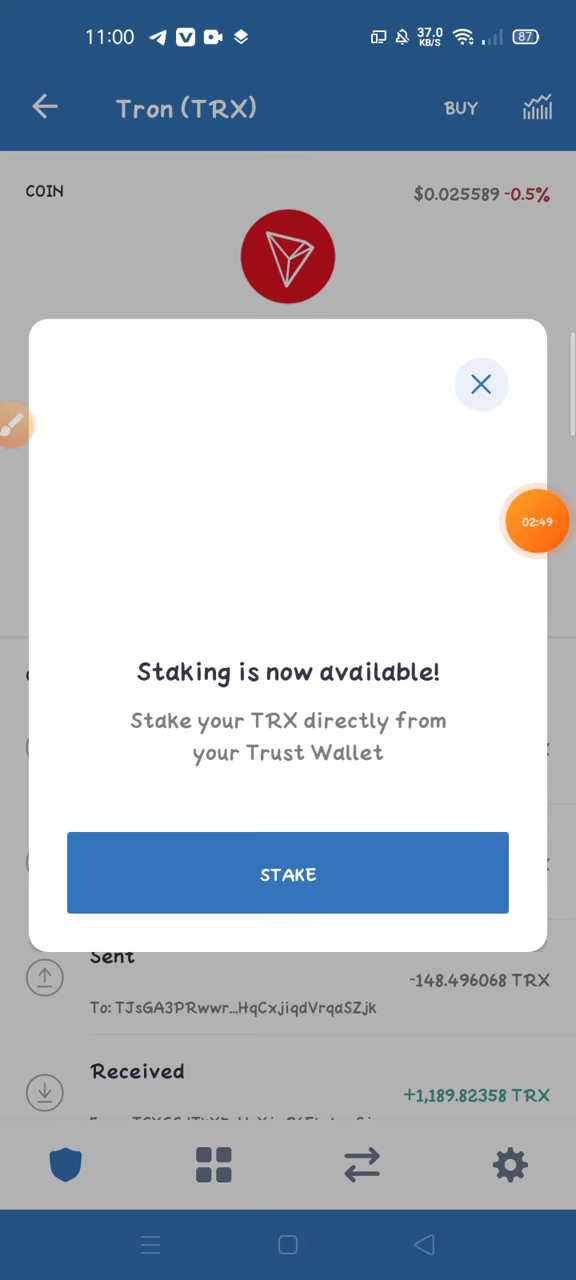 11:00
37.0
KB/S
87
Tron (TRX)
BUY
COIN
$0.025589 -0.5%
02:49
Staking is now available!
Stake your TRX directly from
your Trust Wallet
STAKE
Sent
-148.496068 TRX
To: TJsGA3PRwwr...HqCxjiqdVrqaSZjk
Received
+1,189.82358 TRX